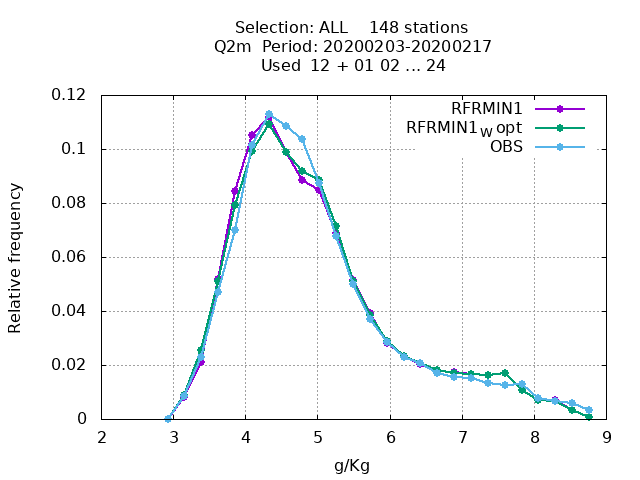 Selection: ALL    148 stations
Q2m  Period: 20200203-20200217
Used  12 + 01 02 ... 24
RFRMIN1
RFRMIN1W opt
OBS
Relative frequency
0.12
0.1
0.08
0.06
0.04
0.02
0
2 3 4 5 6 7 8 9
g/Kg